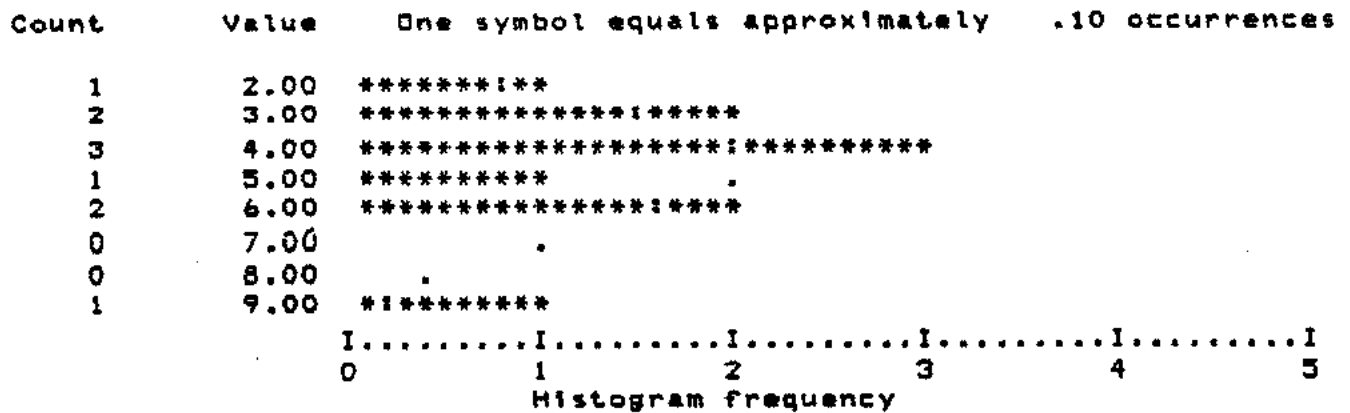 Count Value One symbol equals approximately .10 occurrences
1 2.00 *******:**
2 3.00 **************:*****
3 4.00 *******************:**********
1 5.00 ********** .
2 6.00 ***************:****
0 7.00 .
0 8.00 .
1 9.00 *:********
I.........I.........I.........I.........I.........I
0 1 2 3 4 5
Histogram frequency